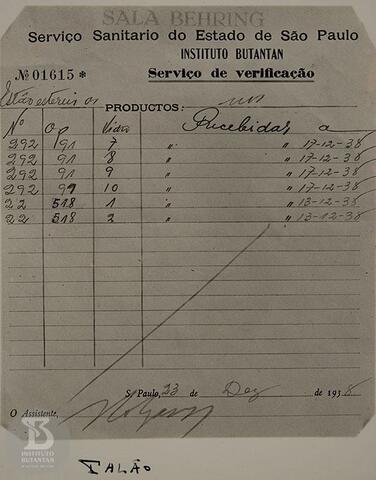 SALA BEHRING
Serviço Sanitario do Estado de São Paulo
INSTITUTO BUTANTAN
Nº 01615 * Serviço de verificação
Estão estereis os PRODUCTOS:
Nº Op Vidro Recebidas a
292 91 7 " " 17-12-38
292 91 8 " " 17-12-38
292 91 9 " " 17-12-38
292 91 10 " " 17-12-38
22 518 1 " " 13-12-38
22 518 2 " " 13-12-38
S. Paulo, 23 de Dez de 1938
O Assistente,
INSTITUTO
BUTANTAN
TALÃO